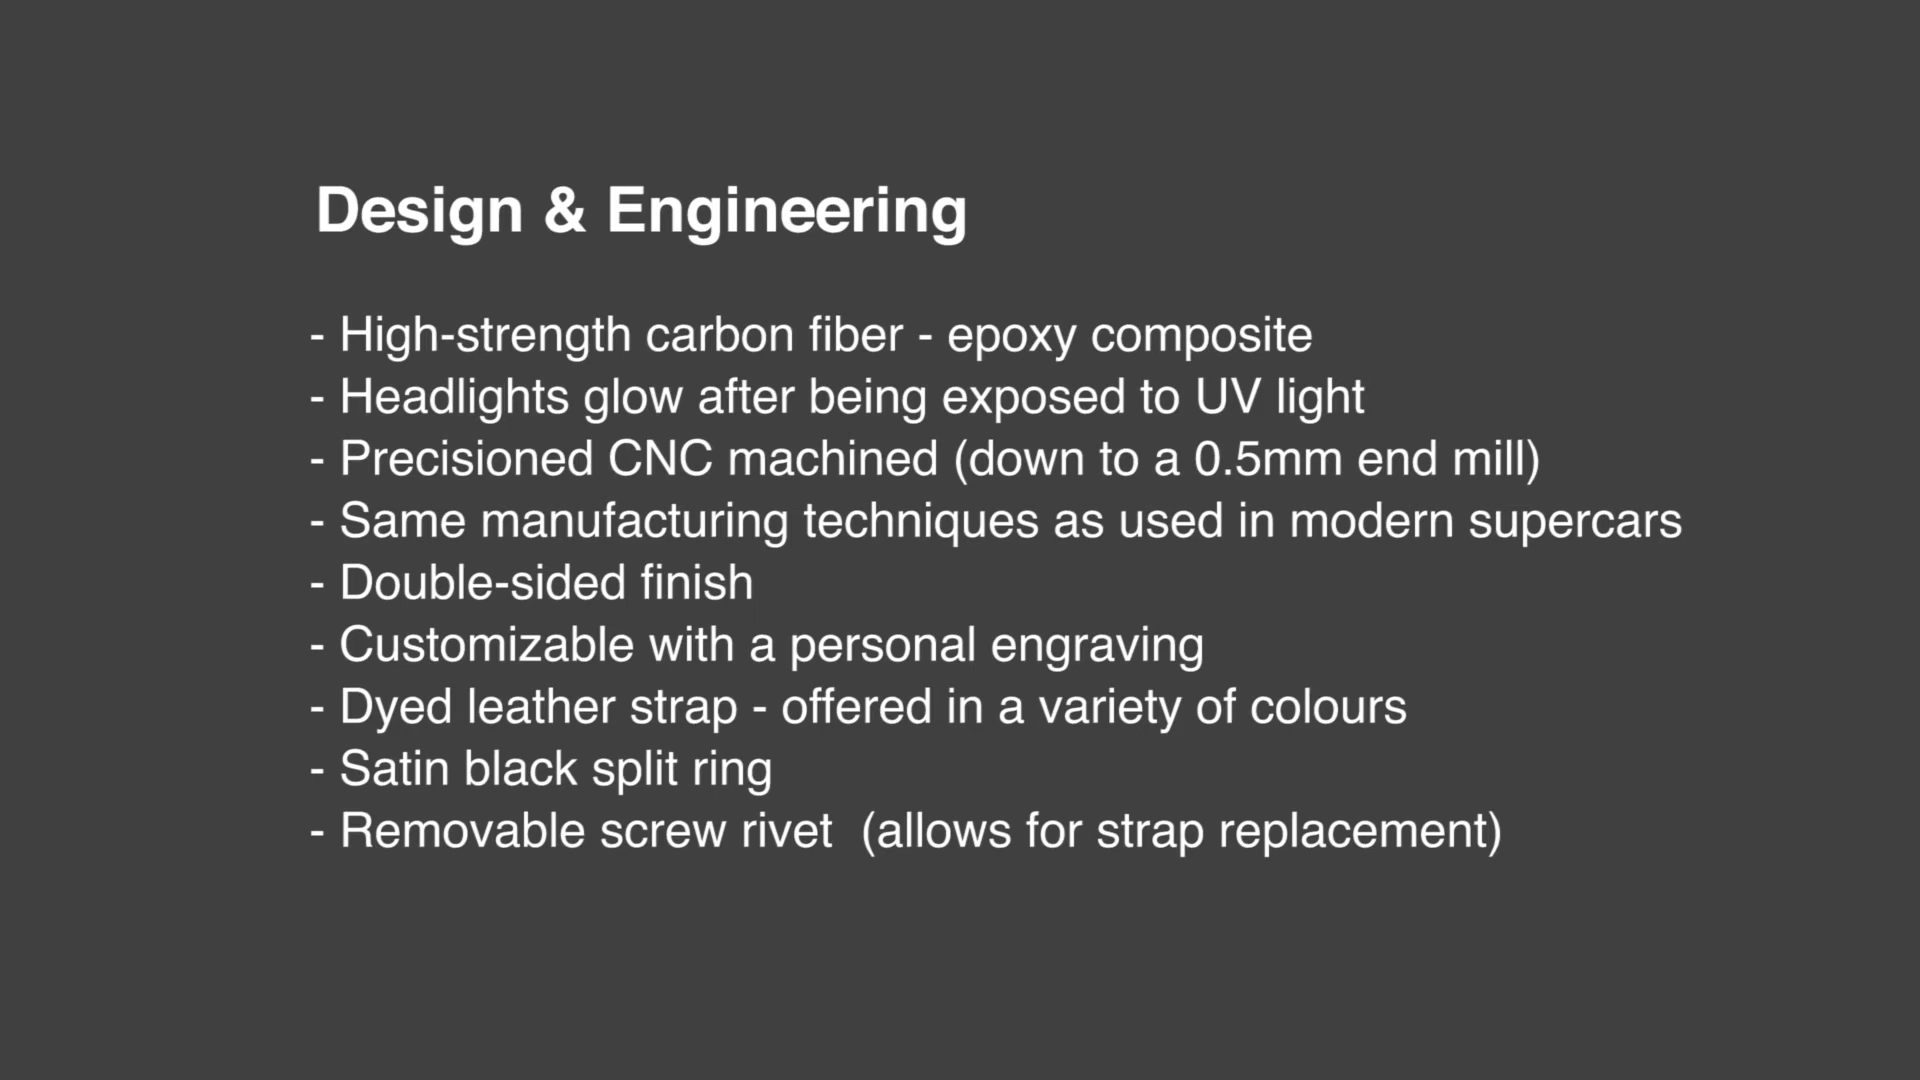 Design & Engineering
- High-strength carbon fiber - epoxy composite
- Headlights glow after being exposed to UV light
- Precisioned CNC machined (down to a 0.5mm end mill)
- Same manufacturing techniques as used in modern supercars
- Double-sided finish
- Customizable with a personal engraving
- Dyed leather strap - offered in a variety of colours
- Satin black split ring
- Removable screw rivet  (allows for strap replacement)